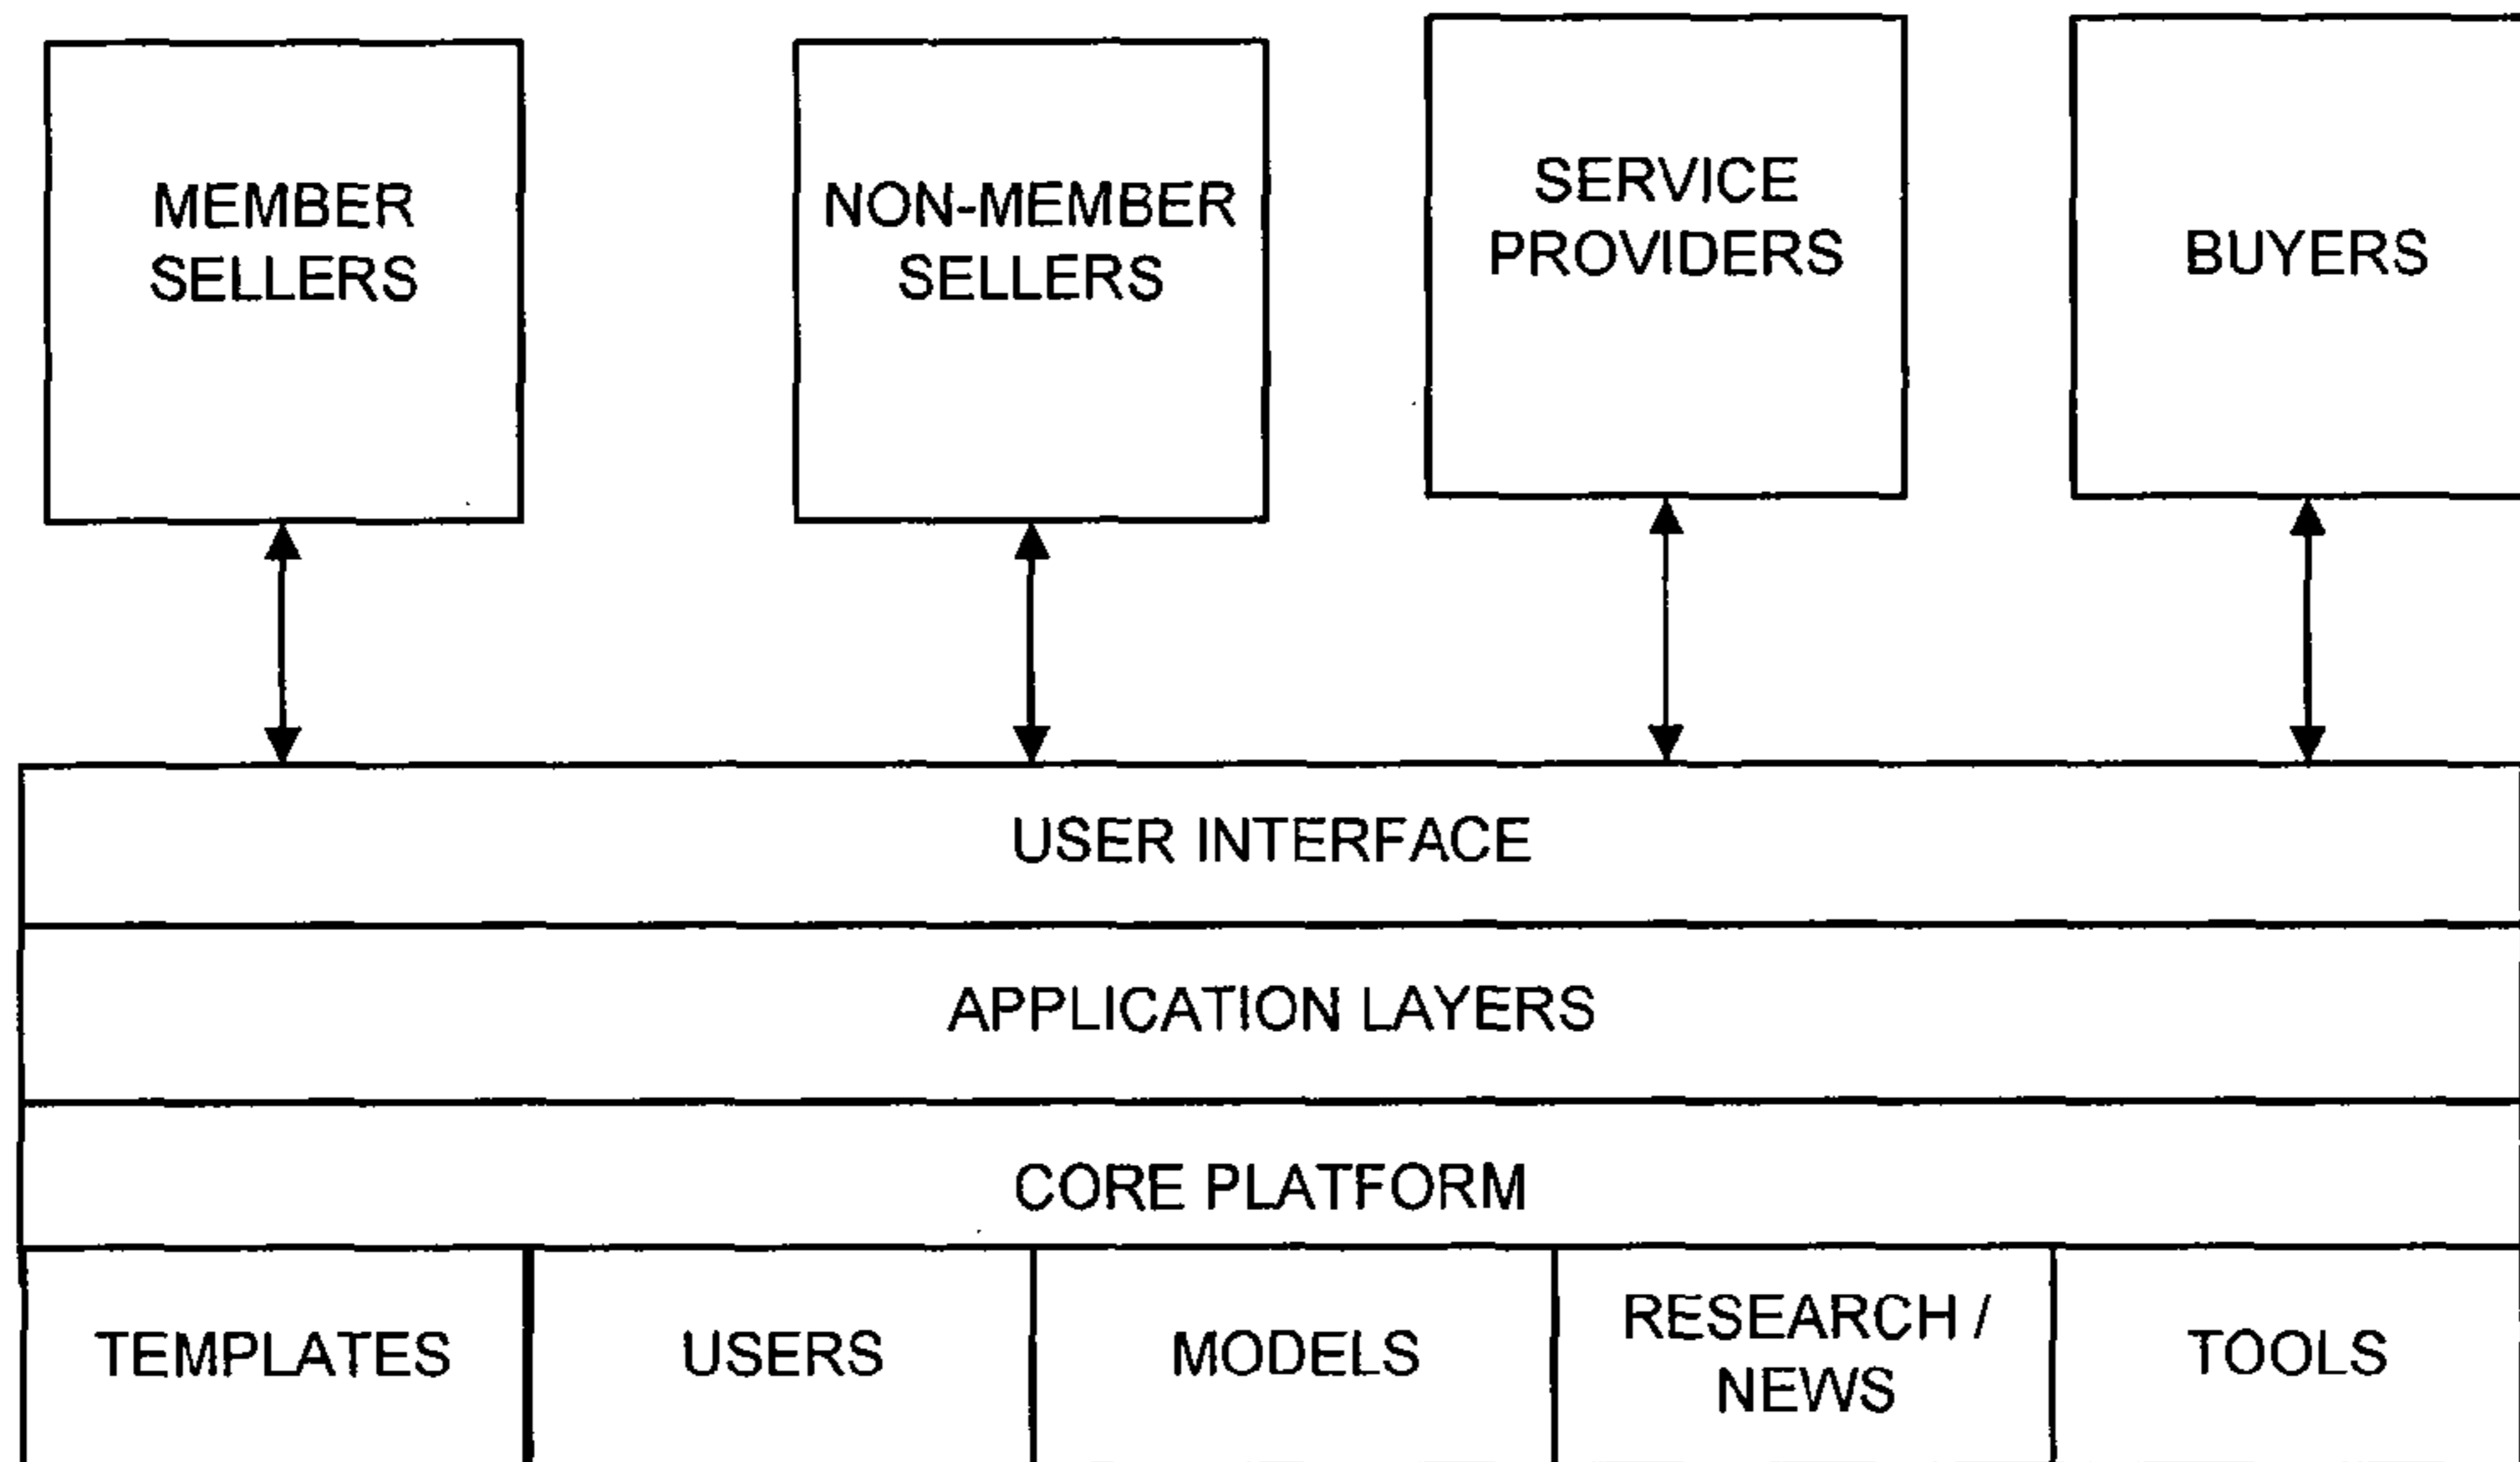 MEMBER
SELLERS
NON-MEMBER
SELLERS
SERVICE
PROVIDERS
BUYERS
USER INTERFACE
APPLICATION LAYERS
CORE PLATFORM
TEMPLATES
USERS
MODELS
RESEARCH /
NEWS
TOOLS